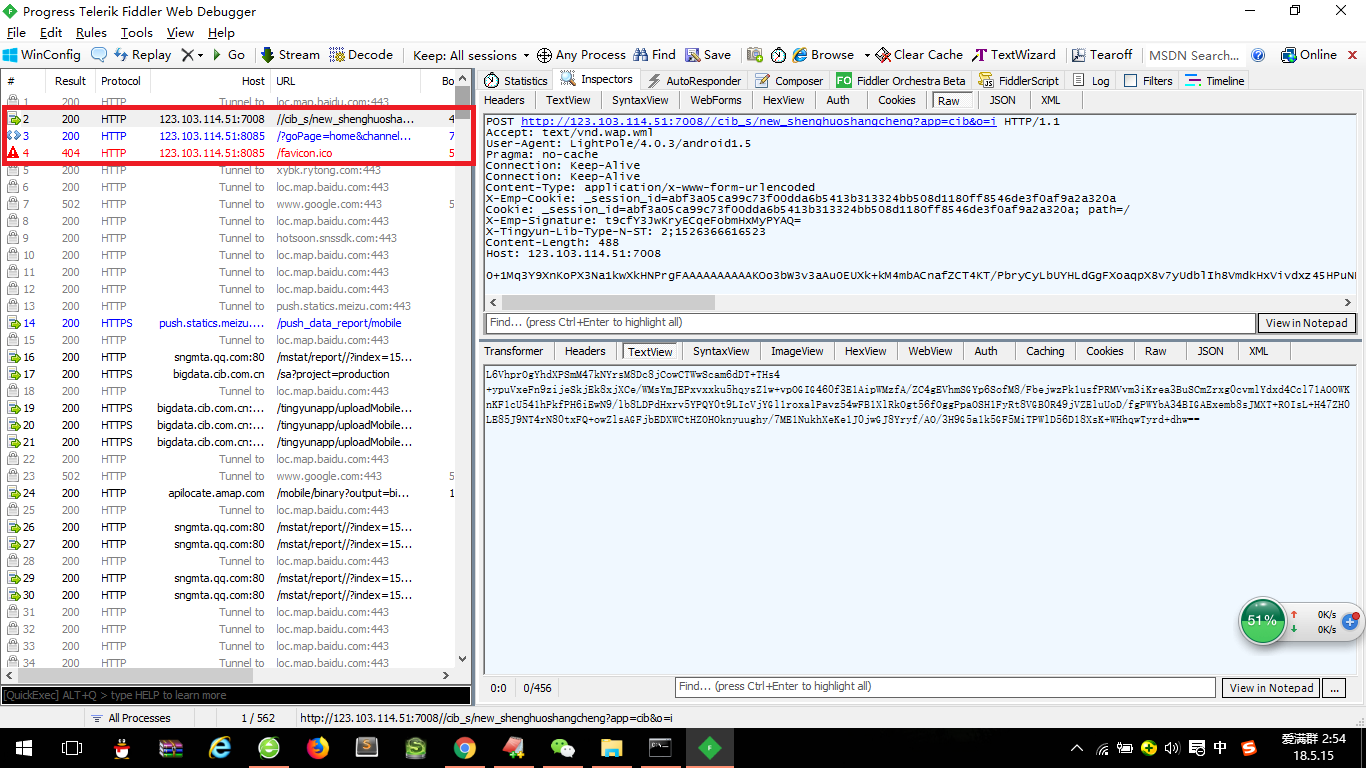 Progress Telerik Fiddler Web Debugger
File Edit Rules Tools View Help
WinConfig Replay Go Stream Decode Keep: All sessions Any Process Find Save Browse Clear Cache TextWizard Tearoff MSDN Search... Online
# Result Protocol Host URL Bo
1 200 HTTP Tunnel to loc.map.baidu.com:443
2 200 HTTP 123.103.114.51:7008 //cib_s/new_shenghuosha... 4
3 200 HTTP 123.103.114.51:8085 /?goPage=home&channel... 7
4 404 HTTP 123.103.114.51:8085 /favicon.ico 5
5 200 HTTP Tunnel to xybk.rytong.com:443
6 200 HTTP Tunnel to loc.map.baidu.com:443
7 502 HTTP Tunnel to www.google.com:443 5
8 200 HTTP Tunnel to loc.map.baidu.com:443
9 200 HTTP Tunnel to hotsoon.snssdk.com:443
10 200 HTTP Tunnel to loc.map.baidu.com:443
11 200 HTTP Tunnel to loc.map.baidu.com:443
12 200 HTTP Tunnel to loc.map.baidu.com:443
13 200 HTTP Tunnel to push.statics.meizu.com:443
14 200 HTTPS push.statics.meizu.... /push_data_report/mobile
15 200 HTTP Tunnel to loc.map.baidu.com:443
16 200 HTTP sngmta.qq.com:80 /mstat/report//?index=15...
17 200 HTTP bigdata.cib.com.cn /sa?project=production
18 200 HTTP Tunnel to loc.map.baidu.com:443
19 200 HTTPS bigdata.cib.com.cn:... /tingyunapp/uploadMobile...
20 200 HTTPS bigdata.cib.com.cn:... /tingyunapp/uploadMobile...
21 200 HTTPS bigdata.cib.com.cn:... /tingyunapp/uploadMobile...
22 200 HTTP Tunnel to loc.map.baidu.com:443
23 502 HTTP Tunnel to www.google.com:443 5
24 200 HTTP apilocate.amap.com /mobile/binary?output=bi... 1
25 200 HTTP Tunnel to loc.map.baidu.com:443
26 200 HTTP sngmta.qq.com:80 /mstat/report//?index=15...
27 200 HTTP sngmta.qq.com:80 /mstat/report//?index=15...
28 200 HTTP Tunnel to loc.map.baidu.com:443
29 200 HTTP sngmta.qq.com:80 /mstat/report//?index=15...
30 200 HTTP sngmta.qq.com:80 /mstat/report//?index=15...
31 200 HTTP Tunnel to loc.map.baidu.com:443
32 200 HTTP Tunnel to loc.map.baidu.com:443
33 200 HTTP Tunnel to loc.map.baidu.com:443
34 200 HTTP Tunnel to loc.map.baidu.com:443
[QuickExec] ALT+Q > type HELP to learn more
Statistics Inspectors AutoResponder Composer FO Fiddler Orchestra Beta FiddlerScript Log Filters Timeline
Headers TextView SyntaxView WebForms HexView Auth Cookies Raw JSON XML
POST http://123.103.114.51:7008//cib_s/new_shenghuoshangcheng?app=cib&o=i HTTP/1.1
Accept: text/vnd.wap.wml
User-Agent: LightPole/4.0.3/android1.5
Pragma: no-cache
Connection: Keep-Alive
Connection: Keep-Alive
Content-Type: application/x-www-form-urlencoded
X-Emp-Cookie: _session_id=abf3a05ca99c73f00dda6b5413b313324bb508d1180ff8546de3f0af9a2a320a
Cookie: _session_id=abf3a05ca99c73f00dda6b5413b313324bb508d1180ff8546de3f0af9a2a320a; path=/
X-Emp-Signature: t9cfY3JwKryECqeFobmHxMyPYAQ=
X-Tingyun-Lib-Type-N-ST: 2;1526366616523
Content-Length: 488
Host: 123.103.114.51:7008
Find... (press Ctrl+Enter to highlight all) View in Notepad
Transformer Headers TextView SyntaxView ImageView HexView WebView Auth Caching Cookies Raw JSON XML
0:0 0/456 Find... (press Ctrl+Enter to highlight all) View in Notepad ...
51% 0K/s
0K/s
All Processes 1 / 562 http://123.103.114.51:7008//cib_s/new_shenghuoshangcheng?app=cib&o=i
中 爱满群 2:54
18.5.15